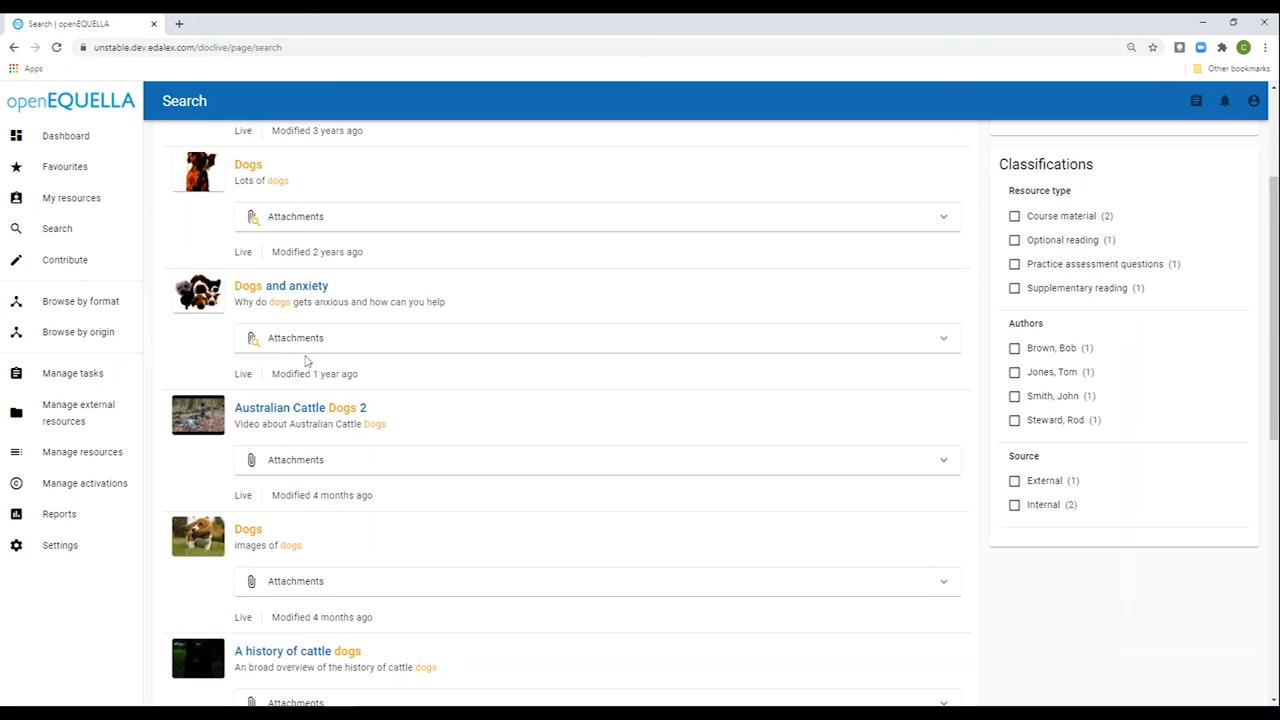 Search | openEQUELLA
unstable.dev.edalex.com/doclive/page/search
Apps
Other bookmarks
openEQUELLA
Search
Dashboard
Favourites
My resources
Search
Contribute
Browse by format
Browse by origin
Manage tasks
Manage external
resources
Manage resources
Manage activations
Reports
Settings
Live
Modified 3 years ago
Dogs
Lots of dogs
Attachments
Live
Modified 2 years ago
Dogs and anxiety
Why do dogs gets anxious and how can you help
Attachments
Live
Modified 1 year ago
Australian Cattle Dogs 2
Video about Australian Cattle Dogs
Attachments
Live
Modified 4 months ago
Dogs
images of dogs
Attachments
Live
Modified 4 months ago
A history of cattle dogs
An broad overview of the history of cattle dogs
Attachments
Classifications
Resource type
Course material (2)
Optional reading (1)
Practice assessment questions (1)
Supplementary reading (1)
Authors
Brown, Bob (1)
Jones, Tom (1)
Smith, John (1)
Steward, Rod (1)
Source
External (1)
Internal (2)